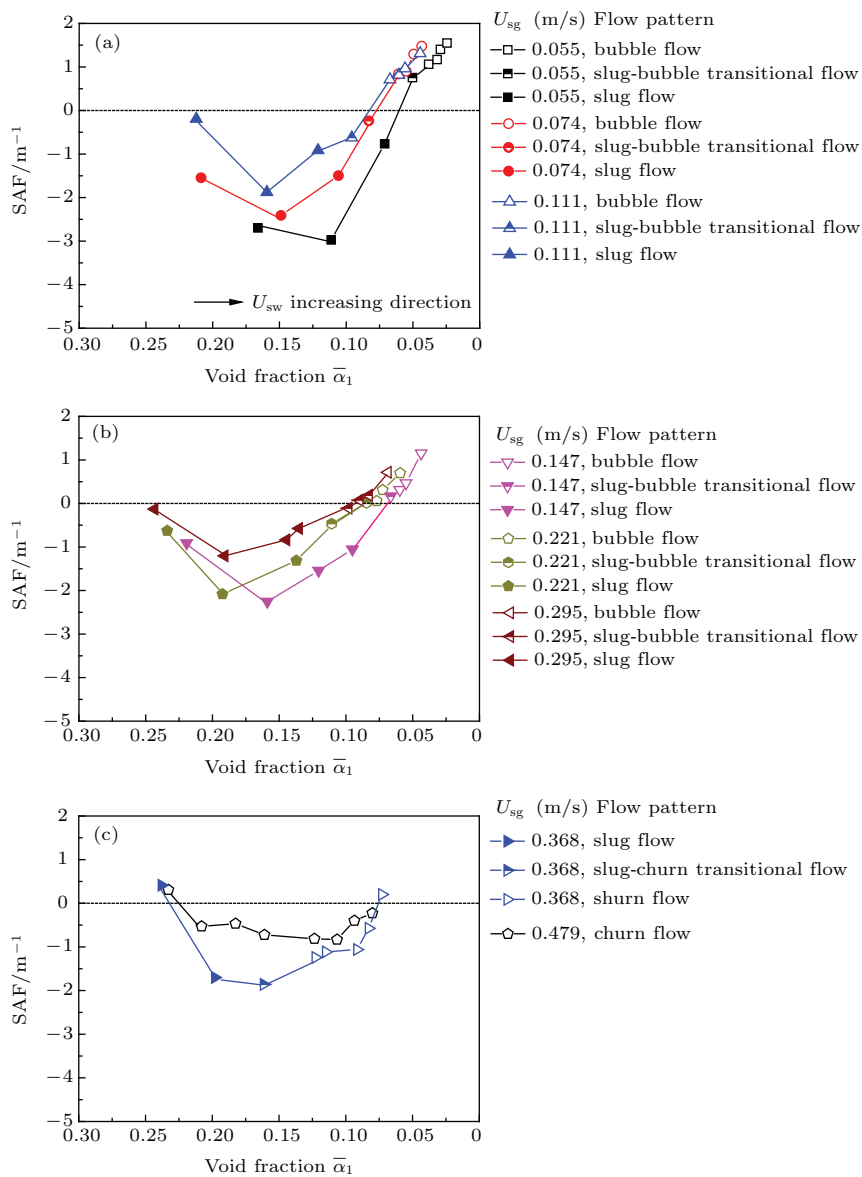 (a)
SAF/m⁻¹
2
1
0
−1
−2
−3
−4
−5
U_sw increasing direction
0.30 0.25 0.20 0.15 0.10 0.05 0
Void fraction α̅₁
U_sg (m/s) Flow pattern
0.055, bubble flow
0.055, slug-bubble transitional flow
0.055, slug flow
0.074, bubble flow
0.074, slug-bubble transitional flow
0.074, slug flow
0.111, bubble flow
0.111, slug-bubble transitional flow
0.111, slug flow
(b)
SAF/m⁻¹
2
1
0
−1
−2
−3
−4
−5
0.30 0.25 0.20 0.15 0.10 0.05 0
Void fraction α̅₁
U_sg (m/s) Flow pattern
0.147, bubble flow
0.147, slug-bubble transitional flow
0.147, slug flow
0.221, bubble flow
0.221, slug-bubble transitional flow
0.221, slug flow
0.295, bubble flow
0.295, slug-bubble transitional flow
0.295, slug flow
(c)
SAF/m⁻¹
2
1
0
−1
−2
−3
−4
−5
0.30 0.25 0.20 0.15 0.10 0.05 0
Void fraction α̅₁
U_sg (m/s) Flow pattern
0.368, slug flow
0.368, slug-churn transitional flow
0.368, shurn flow
0.479, churn flow